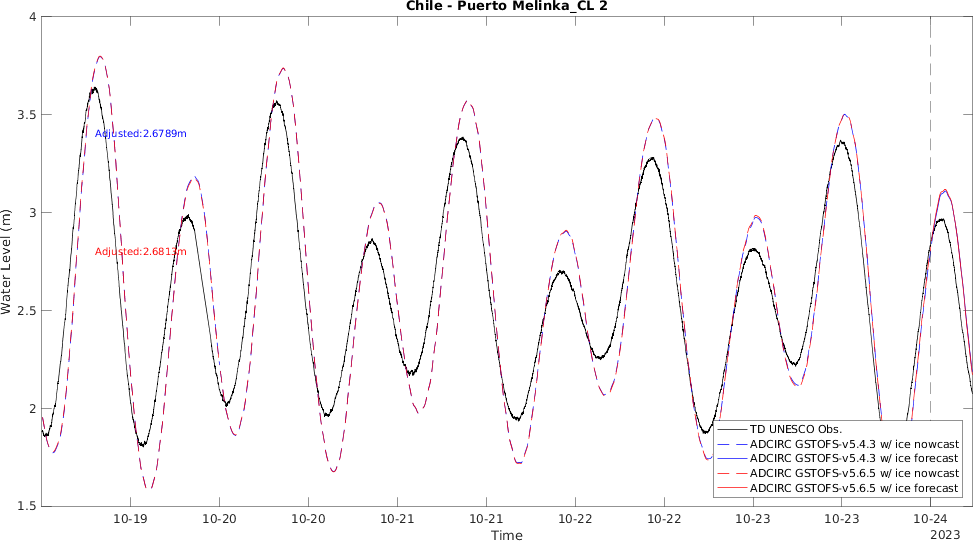 Chile - Puerto Melinka_CL 2
4
3.5
3
2.5
2
1.5
Water Level (m)
Adjusted:2.6789m
Adjusted:2.6813m
TD UNESCO Obs.
ADCIRC GSTOFS-v5.4.3 w/ ice nowcast
ADCIRC GSTOFS-v5.4.3 w/ ice forecast
ADCIRC GSTOFS-v5.6.5 w/ ice nowcast
ADCIRC GSTOFS-v5.6.5 w/ ice forecast
10-19 10-20 10-20 10-21 10-21 10-22 10-22 10-23 10-23 10-24
Time
2023